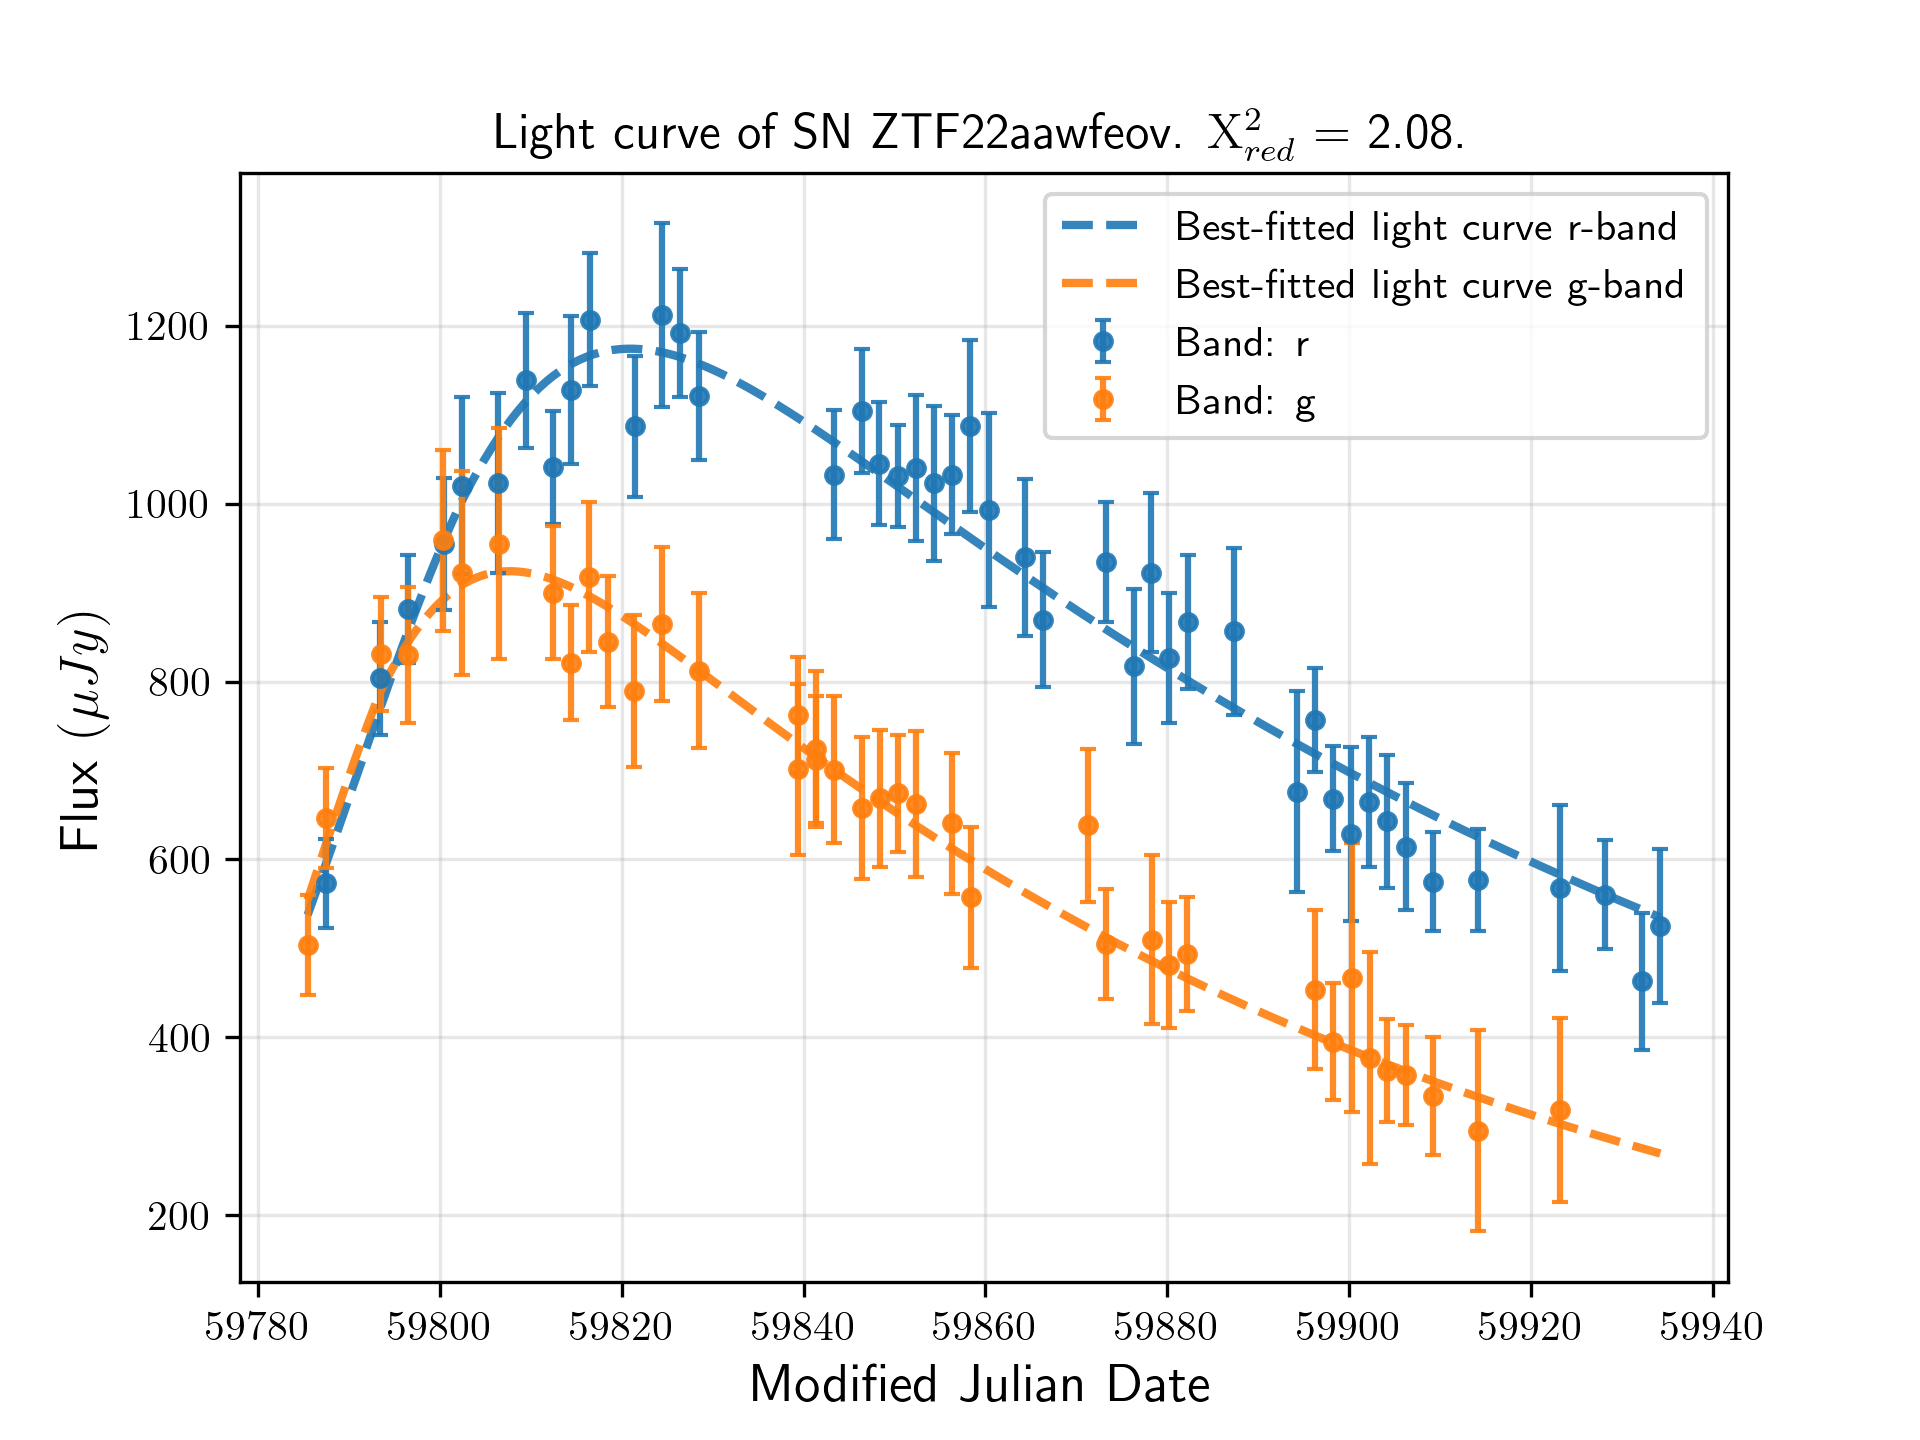 Light curve of SN ZTF22aawfeov. Χ²red = 2.08.
Best-fitted light curve r-band
Best-fitted light curve g-band
Band: r
Band: g
Flux (μJy)
1200
1000
800
600
400
200
59780 59800 59820 59840 59860 59880 59900 59920 59940
Modified Julian Date